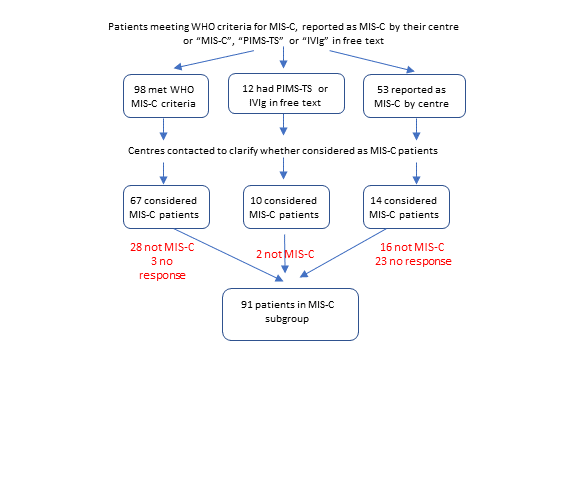 Patients meeting WHO criteria for MIS-C, reported as MIS-C by their centre
or “MIS-C”, “PIMS-TS” or “IVIg” in free text
98 met WHO
MIS-C criteria
12 had PIMS-TS or
IVIg in free text
53 reported as
MIS-C by centre
Centres contacted to clarify whether considered as MIS-C patients
67 considered
MIS-C patients
10 considered
MIS-C patients
14 considered
MIS-C patients
28 not MIS-C
3 no
response
2 not MIS-C
16 not MIS-C
23 no response
91 patients in MIS-C
subgroup